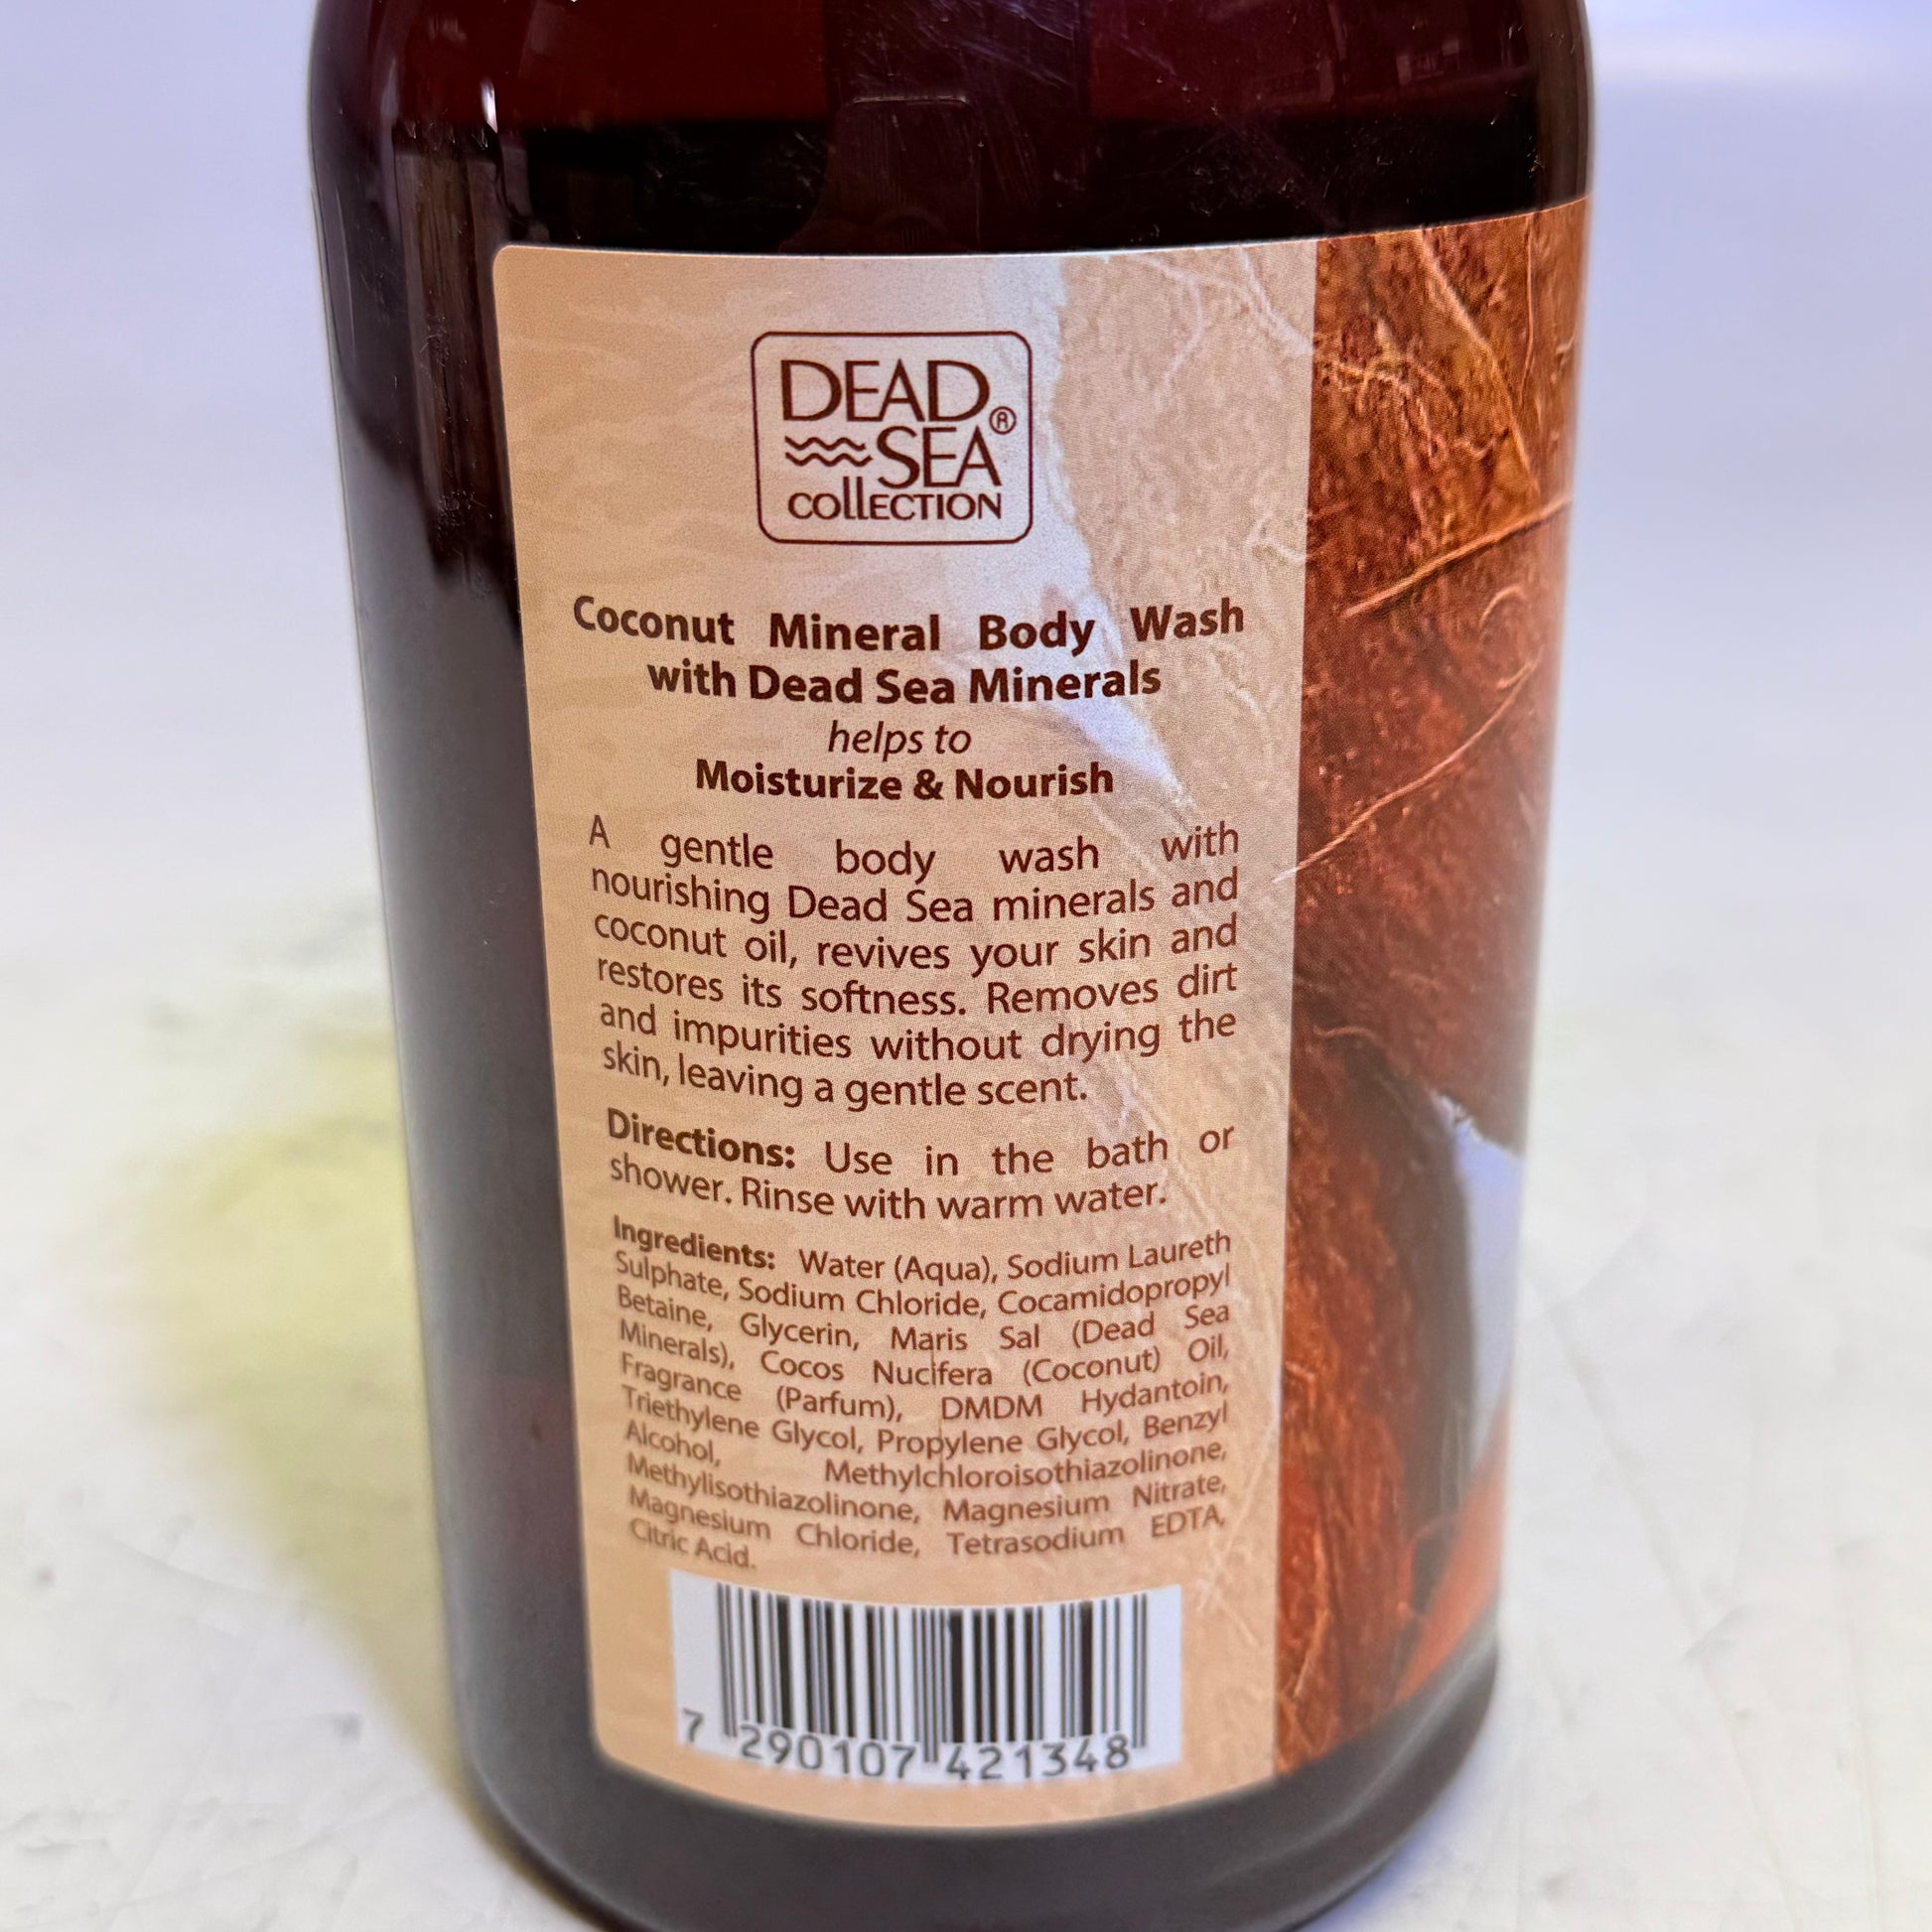 DEAD
SEA®
COLLECTION
Coconut Mineral Body Wash
with Dead Sea Minerals
helps to
Moisturize & Nourish
A gentle body wash with
nourishing Dead Sea minerals and
coconut oil, revives your skin and
restores its softness. Removes dirt
and impurities without drying the
skin, leaving a gentle scent.
Directions: Use in the bath or
shower. Rinse with warm water.
Ingredients: Water (Aqua), Sodium Laureth
Sulphate, Sodium Chloride, Cocamidopropyl
Betaine, Glycerin, Maris Sal (Dead Sea
Minerals), Cocos Nucifera (Coconut) Oil,
Fragrance (Parfum), DMDM Hydantoin,
Triethylene Glycol, Propylene Glycol, Benzyl
Alcohol, Methylchloroisothiazolinone,
Methylisothiazolinone, Magnesium Nitrate,
Magnesium Chloride, Tetrasodium EDTA,
Citric Acid.
7 290107 421348